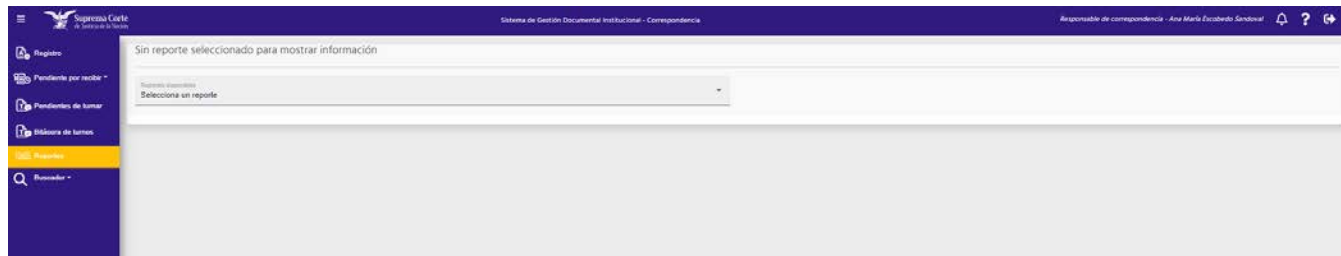 Suprema Corte
de Justicia de la Nación
Sistema de Gestión Documental Institucional - Correspondencia
Responsable de correspondencia - Ana María Escobedo Sandoval
?
Registro
Pendiente por recibir
Pendientes de turnar
Bitácora de turnos
Reportes
Buscador
Sin reporte seleccionado para mostrar información
Reportes disponibles
Selecciona un reporte